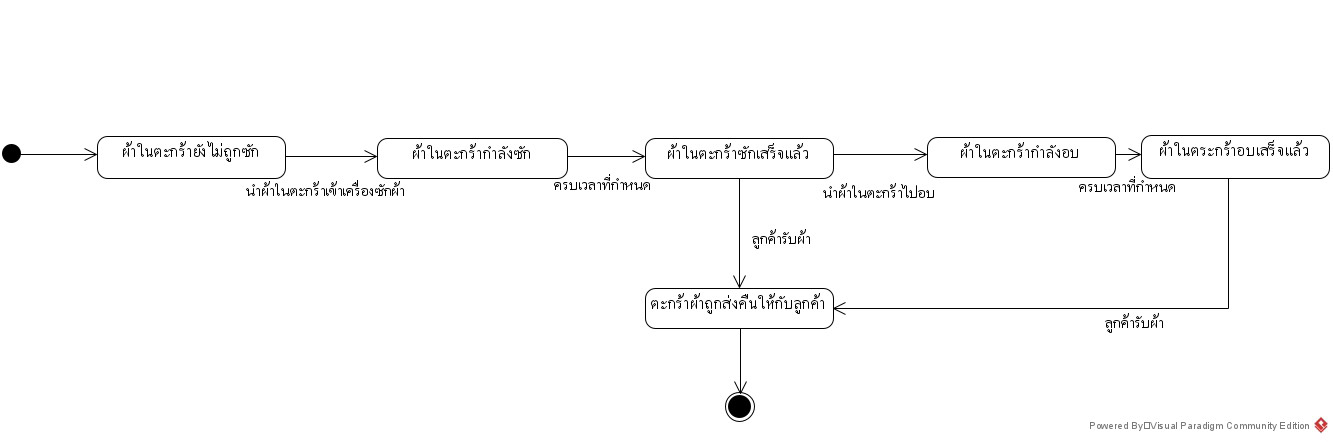 ผ้าในตะกร้ายังไม่ถูกซัก
ผ้าในตะกร้ากำลังซัก
ผ้าในตะกร้าซักเสร็จแล้ว
ผ้าในตะกร้ากำลังอบ
ผ้าในตระกร้าอบเสร็จแล้ว
นำผ้าในตะกร้าเข้าเครื่องซักผ้า
ครบเวลาที่กำหนด
นำผ้าในตะกร้าไปอบ
ครบเวลาที่กำหนด
ลูกค้ารับผ้า
ตะกร้าผ้าถูกส่งคืนให้กับลูกค้า
ลูกค้ารับผ้า
Powered By□Visual Paradigm Community Edition